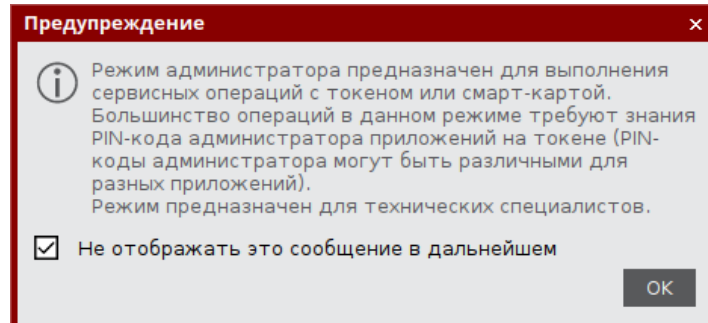 Предупреждение
Режим администратора предназначен для выполнения
сервисных операций с токеном или смарт-картой.
Большинство операций в данном режиме требуют знания
PIN-кода администратора приложений на токене (PIN-
коды администратора могут быть различными для
разных приложений).
Режим предназначен для технических специалистов.
Не отображать это сообщение в дальнейшем
OK